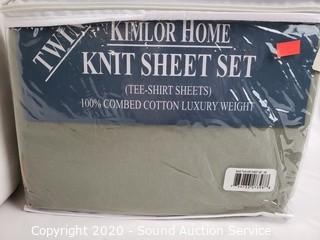 TWIN
KIMLOR HOME
KNIT SHEET SET
(TEE-SHIRT SHEETS)
100% COMBED COTTON LUXURY WEIGHT
Copyright © 2020 - Sound Auction Service